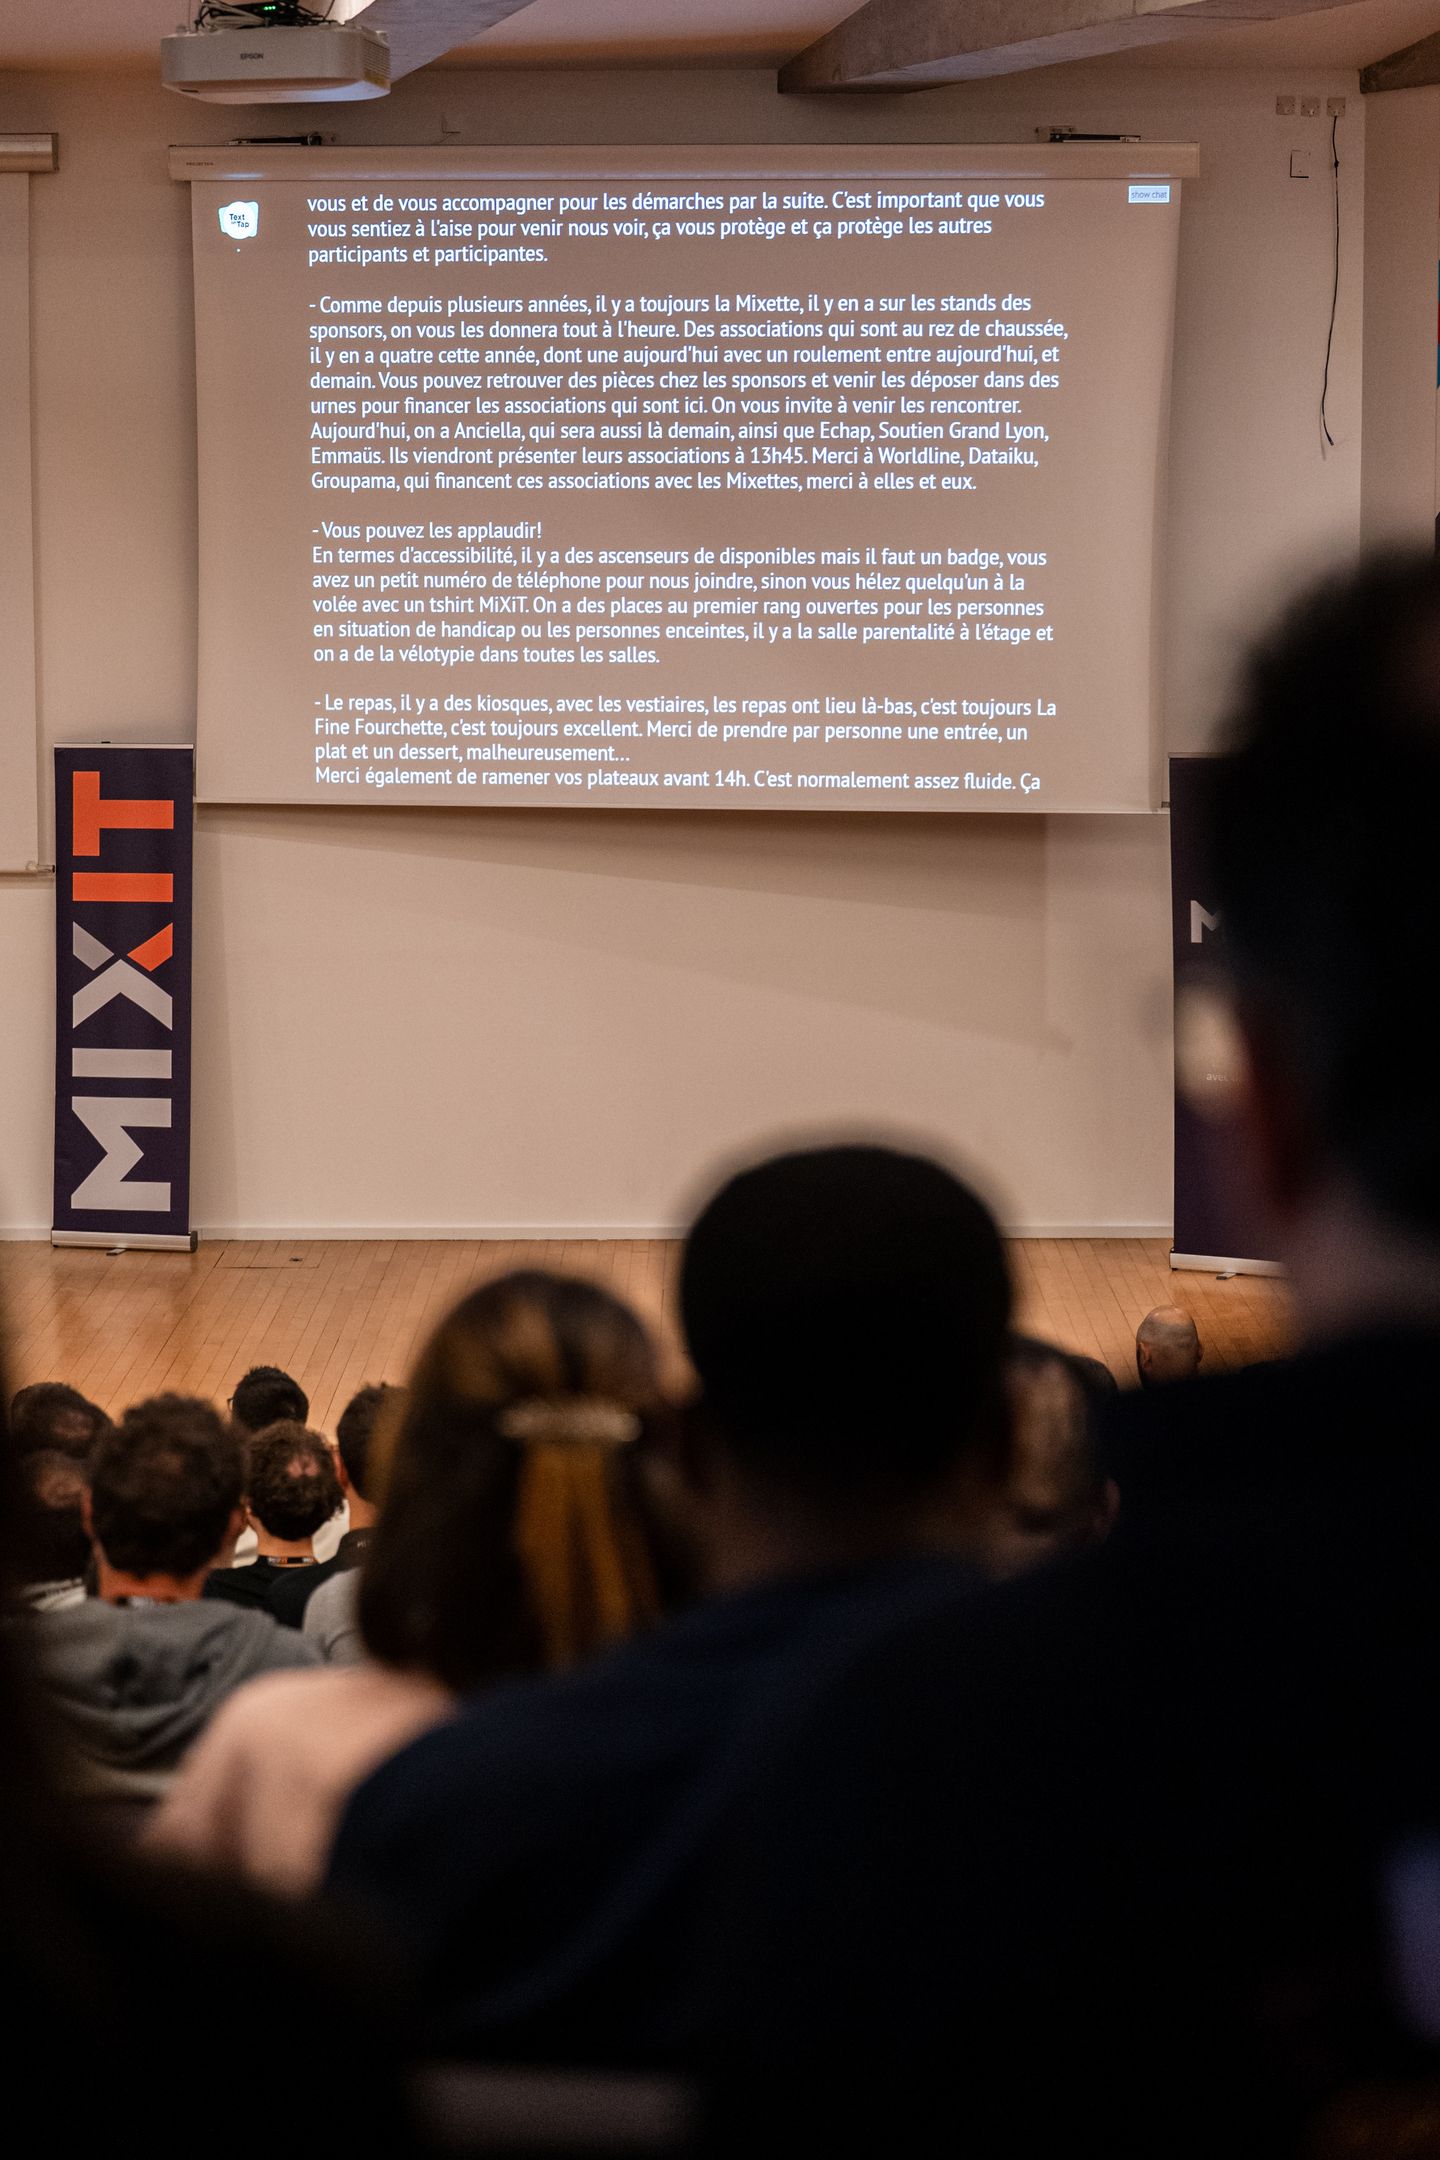 EPSON
Text
on Tap
show chat
vous et de vous accompagner pour les démarches par la suite. C'est important que vous
vous sentiez à l'aise pour venir nous voir, ça vous protège et ça protège les autres
participants et participantes.
- Comme depuis plusieurs années, il y a toujours la Mixette, il y en a sur les stands des
sponsors, on vous les donnera tout à l'heure. Des associations qui sont au rez de chaussée,
il y en a quatre cette année, dont une aujourd'hui avec un roulement entre aujourd'hui, et
demain. Vous pouvez retrouver des pièces chez les sponsors et venir les déposer dans des
urnes pour financer les associations qui sont ici. On vous invite à venir les rencontrer.
Aujourd'hui, on a Anciella, qui sera aussi là demain, ainsi que Echap, Soutien Grand Lyon,
Emmaüs. Ils viendront présenter leurs associations à 13h45. Merci à Worldline, Dataiku,
Groupama, qui financent ces associations avec les Mixettes, merci à elles et eux.
- Vous pouvez les applaudir!
En termes d'accessibilité, il y a des ascenseurs de disponibles mais il faut un badge, vous
avez un petit numéro de téléphone pour nous joindre, sinon vous hélez quelqu'un à la
volée avec un tshirt MiXiT. On a des places au premier rang ouvertes pour les personnes
en situation de handicap ou les personnes enceintes, il y a la salle parentalité à l'étage et
on a de la vélotypie dans toutes les salles.
- Le repas, il y a des kiosques, avec les vestiaires, les repas ont lieu là-bas, c'est toujours La
Fine Fourchette, c'est toujours excellent. Merci de prendre par personne une entrée, un
plat et un dessert, malheureusement...
Merci également de ramener vos plateaux avant 14h. C'est normalement assez fluide. Ça
MIXIT
M
avec